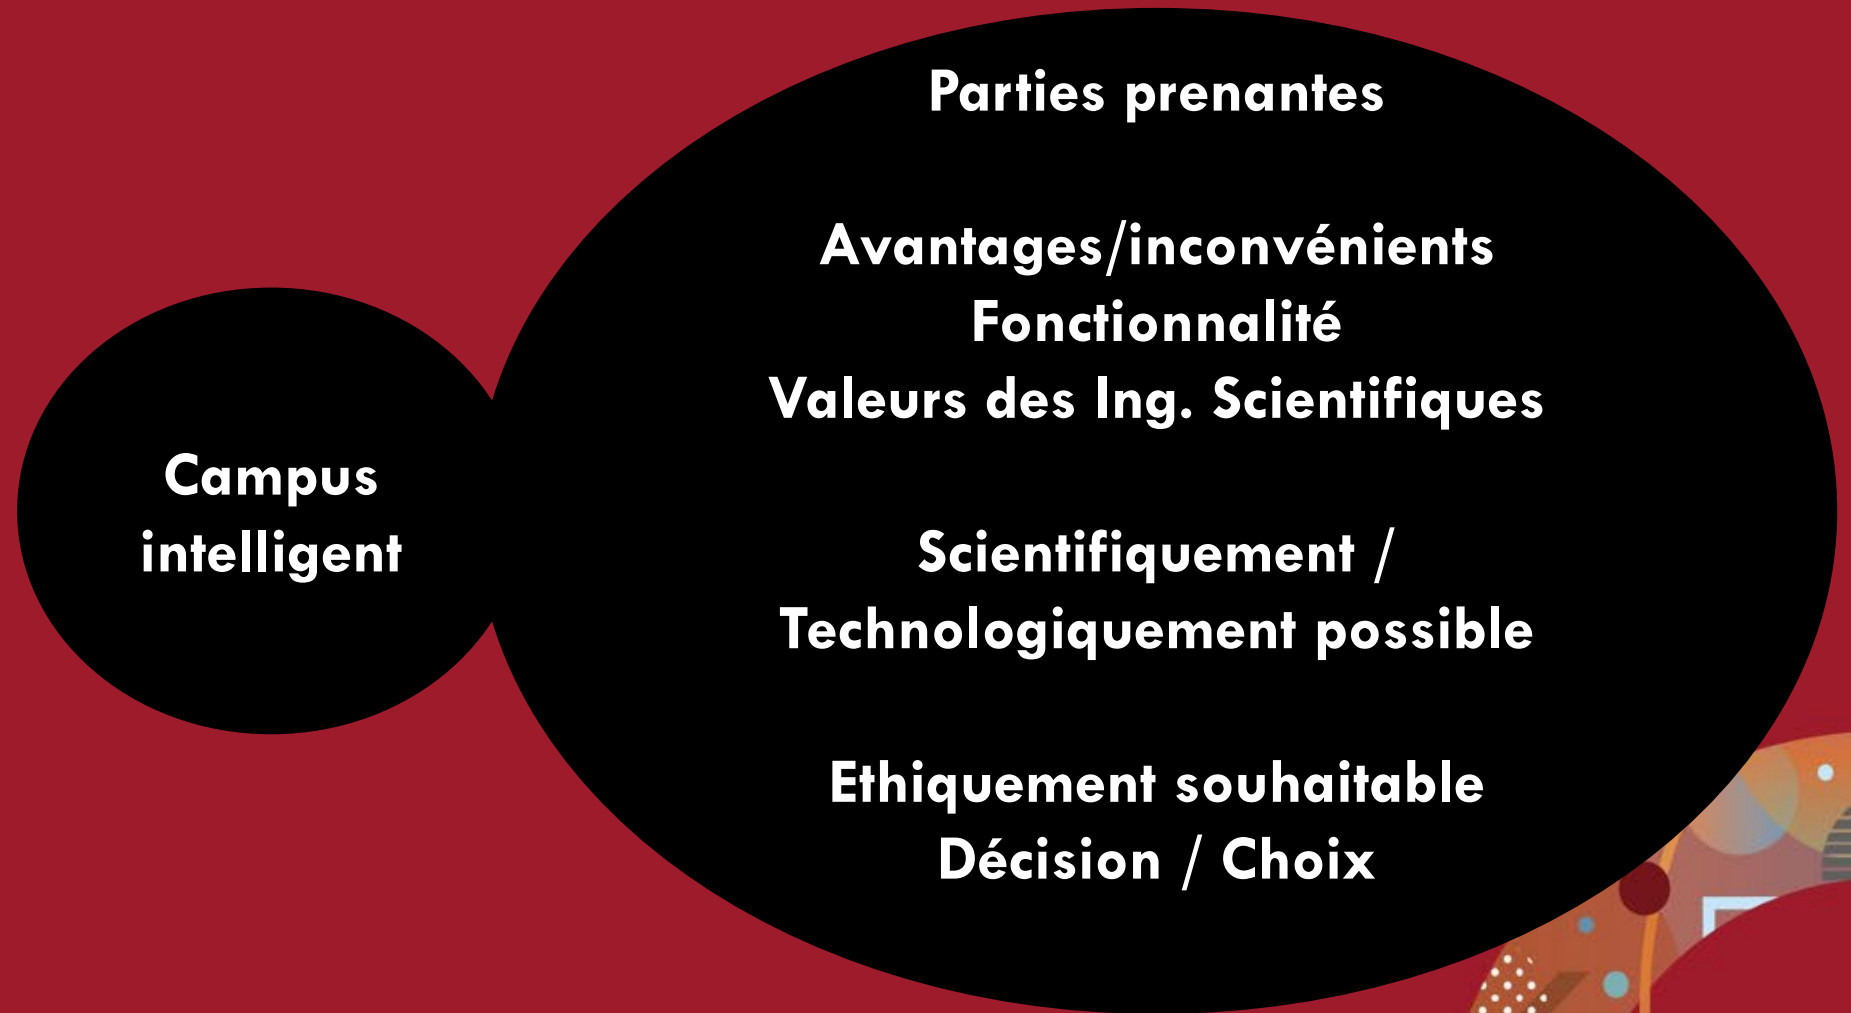 Campus
intelligent
Parties prenantes
Avantages/inconvénients
Fonctionnalité
Valeurs des Ing. Scientifiques
Scientifiquement /
Technologiquement possible
Ethiquement souhaitable
Décision / Choix